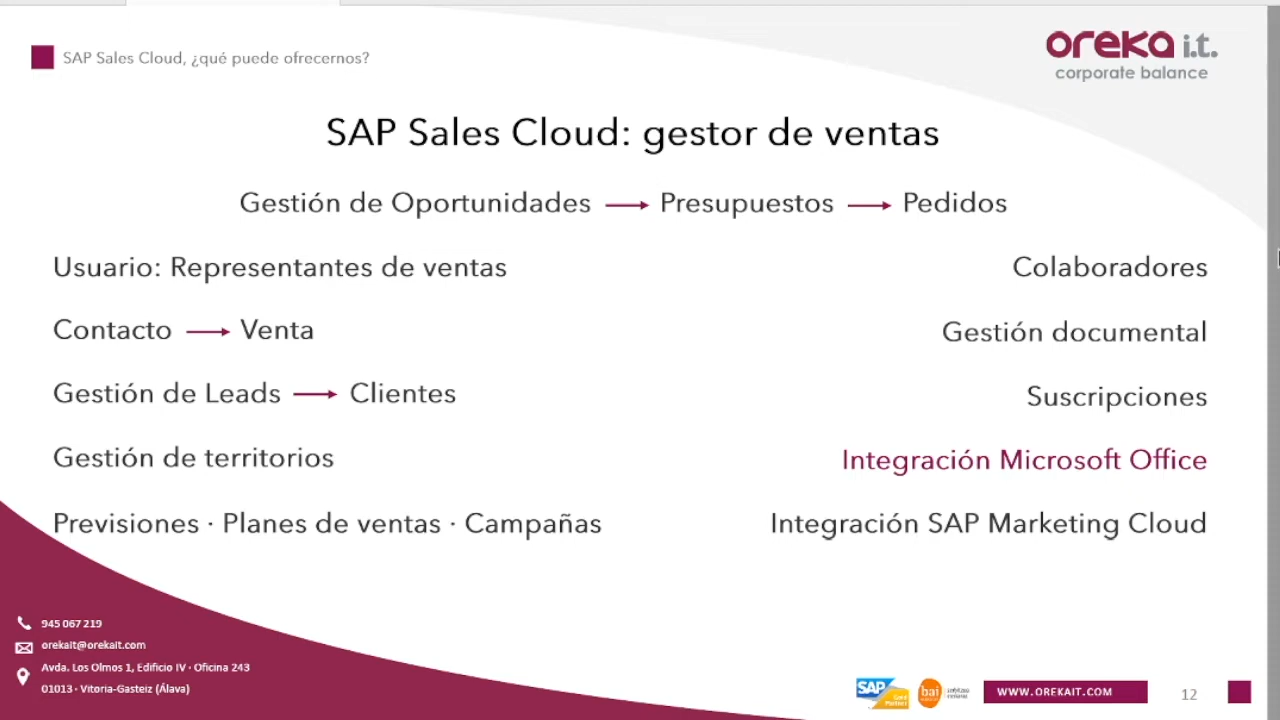 SAP Sales Cloud, ¿qué puede ofrecernos?
oreka i.t.
corporate balance
SAP Sales Cloud: gestor de ventas
Gestión de Oportunidades → Presupuestos → Pedidos
Usuario: Representantes de ventas
Colaboradores
Contacto → Venta
Gestión documental
Gestión de Leads → Clientes
Suscripciones
Gestión de territorios
Integración Microsoft Office
Previsiones · Planes de ventas · Campañas
Integración SAP Marketing Cloud
945 067 219
orekait@orekait.com
Avda. Los Olmos 1, Edificio IV · Oficina 243
01013 · Vitoria-Gasteiz (Álava)
SAP
bai
WWW.OREKAIT.COM
12